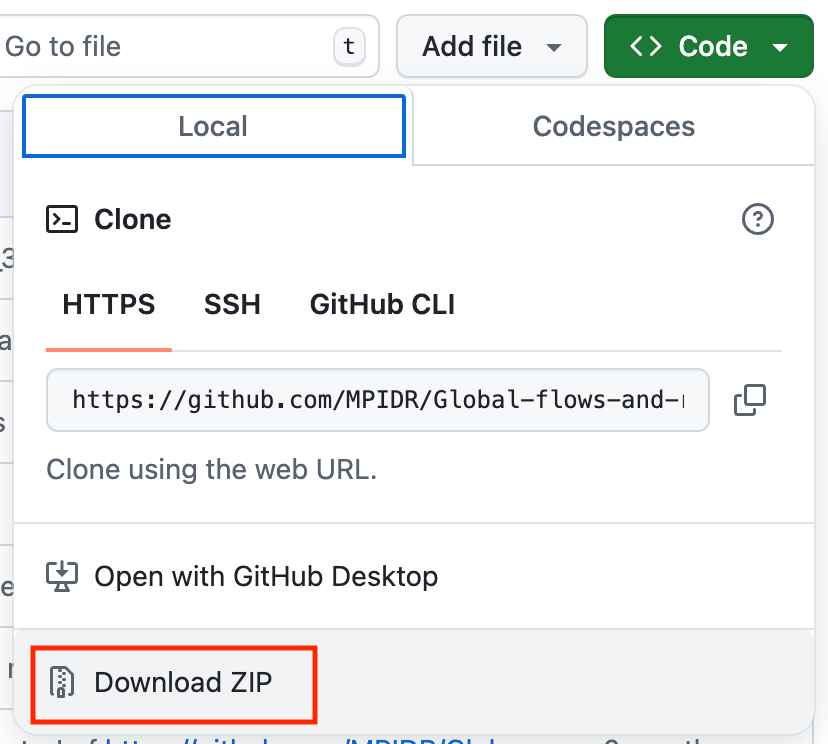 Go to file t Add file <> Code
Local Codespaces
Clone
HTTPS SSH GitHub CLI
https://github.com/MPIDR/Global-flows-and-
Clone using the web URL.
Open with GitHub Desktop
Download ZIP